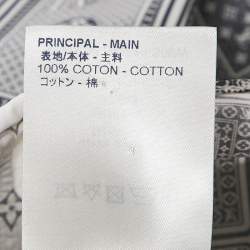 PRINCIPAL - MAIN
表地/本体 - 主料
100% COTON - COTTON
コットン - 棉